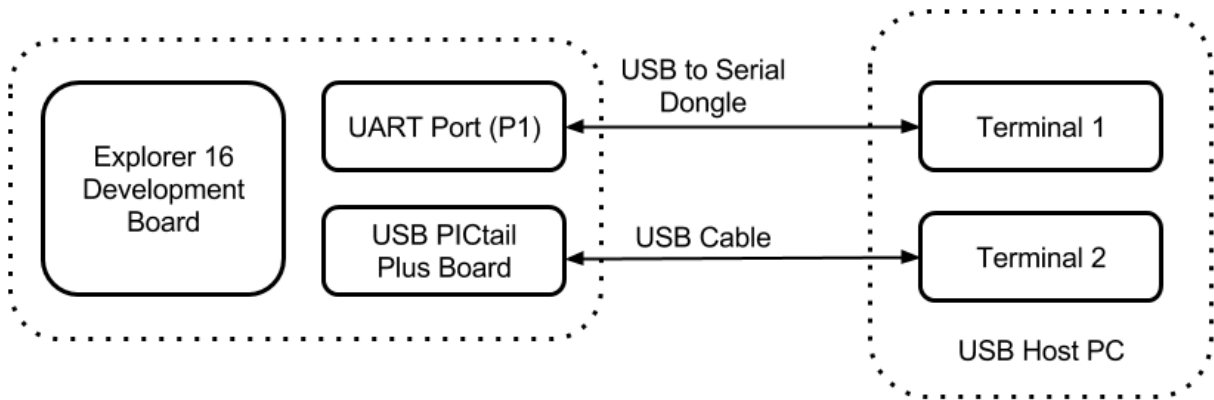 Explorer 16
Development
Board
UART Port (P1)
USB PICtail
Plus Board
USB to Serial
Dongle
USB Cable
Terminal 1
Terminal 2
USB Host PC